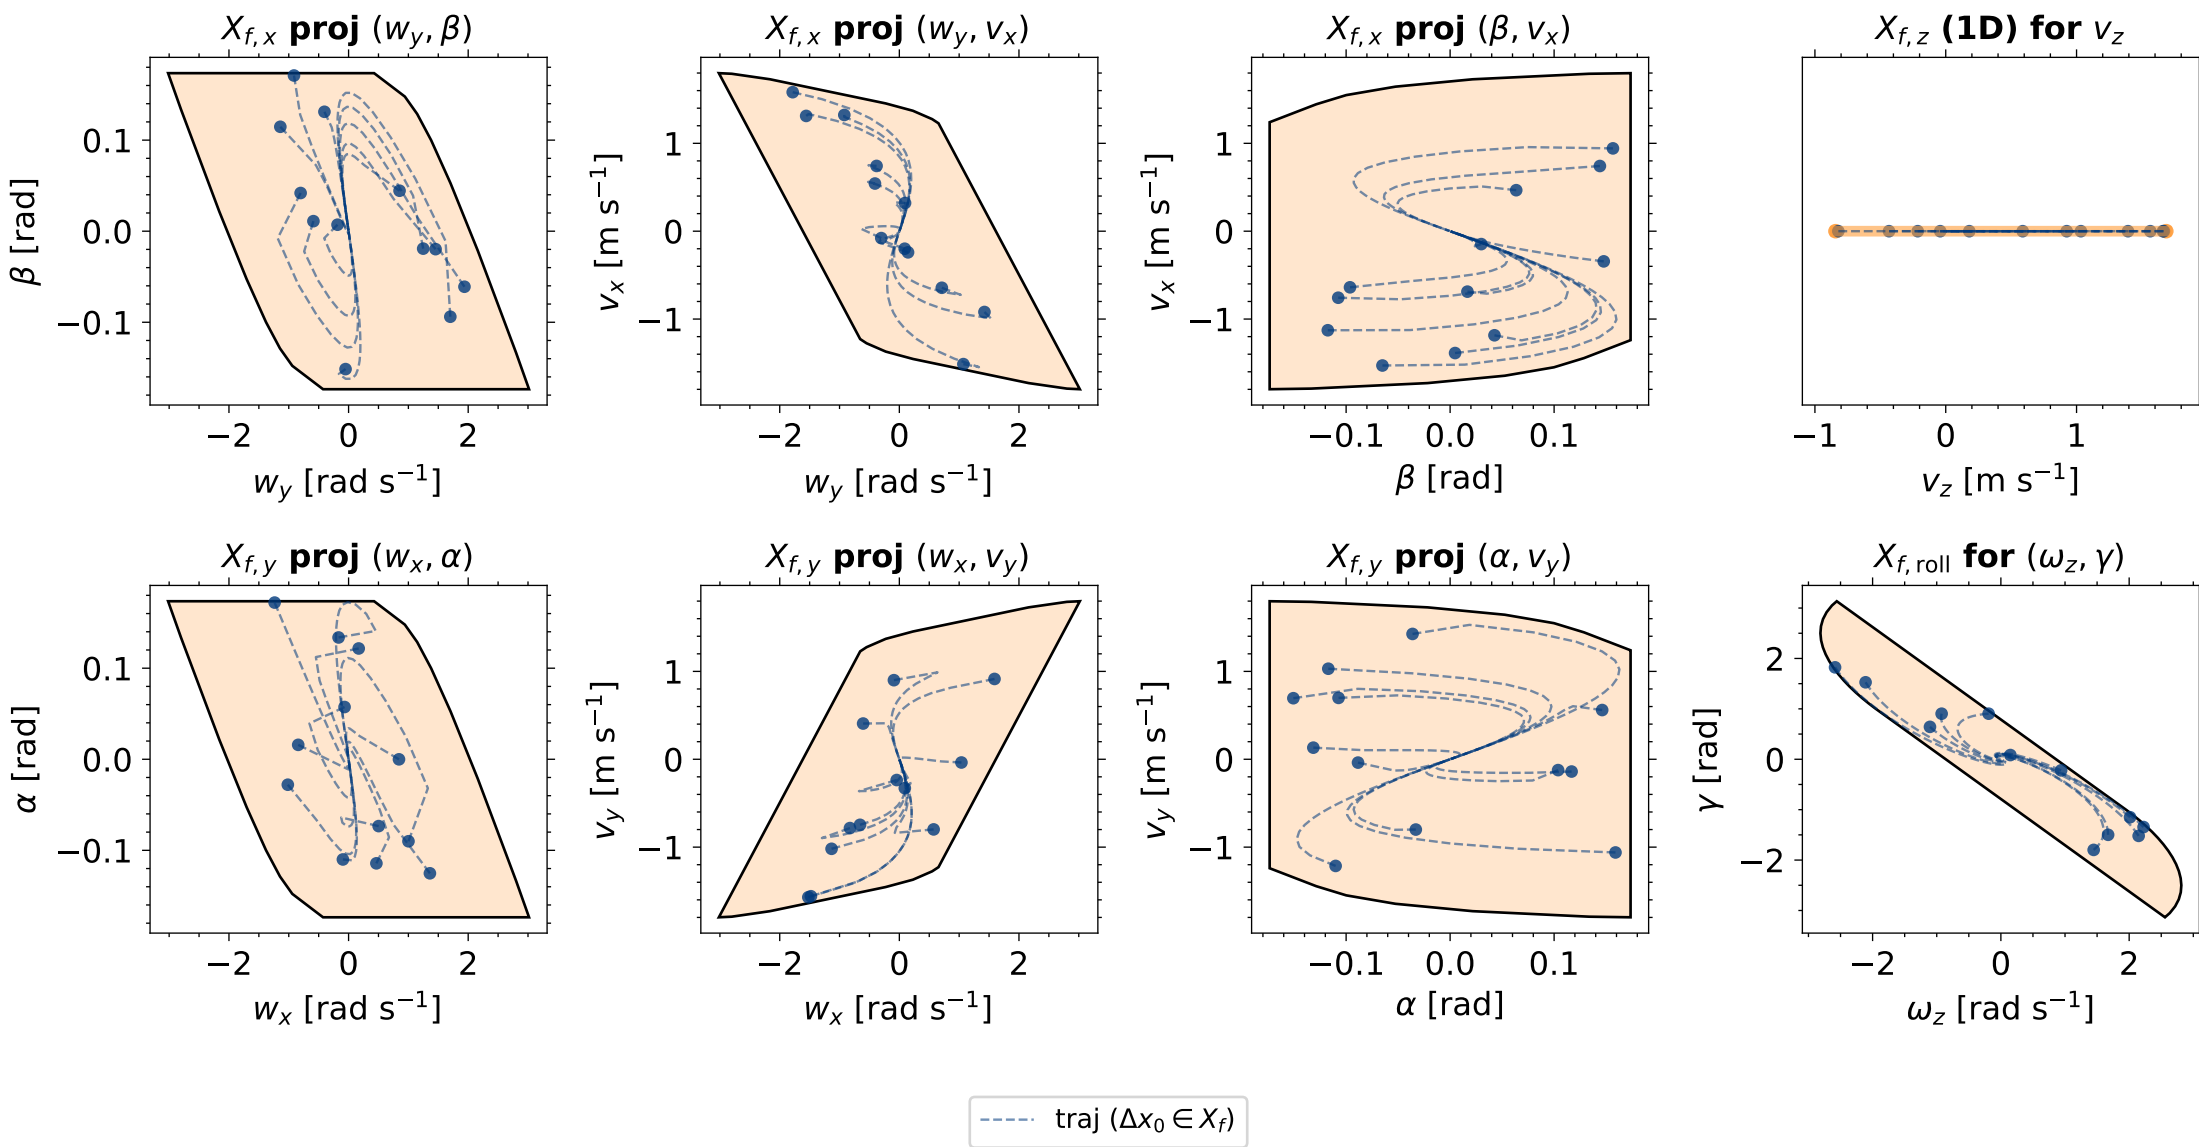 X_{f,x} proj (w_y, β)
0.1
0.0
−0.1
−2 0 2
β [rad]
w_y [rad s⁻¹]
X_{f,x} proj (w_y, v_x)
1
0
−1
−2 0 2
v_x [m s⁻¹]
w_y [rad s⁻¹]
X_{f,x} proj (β, v_x)
1
0
−1
−0.1 0.0 0.1
v_x [m s⁻¹]
β [rad]
X_{f,z} (1D) for v_z
−1 0 1
v_z [m s⁻¹]
X_{f,y} proj (w_x, α)
0.1
0.0
−0.1
−2 0 2
α [rad]
w_x [rad s⁻¹]
X_{f,y} proj (w_x, v_y)
1
0
−1
−2 0 2
v_y [m s⁻¹]
w_x [rad s⁻¹]
X_{f,y} proj (α, v_y)
1
0
−1
−0.1 0.0 0.1
v_y [m s⁻¹]
α [rad]
X_{f,roll} for (ω_z, γ)
2
0
−2
−2 0 2
γ [rad]
ω_z [rad s⁻¹]
traj (Δx₀ ∈ X_f)